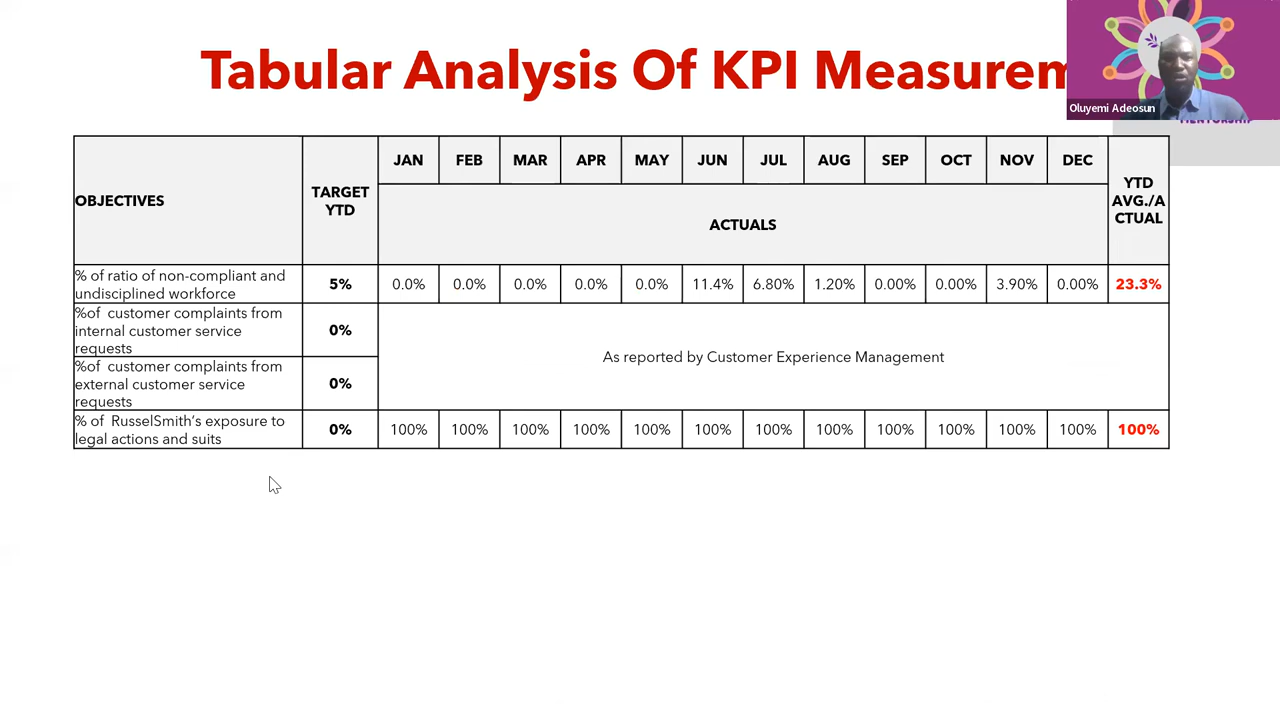 Tabular Analysis Of KPI Measurem
Oluyemi Adeosun
OBJECTIVES
TARGET
YTD
JAN FEB MAR APR MAY JUN JUL AUG SEP OCT NOV DEC
YTD
AVG./A
CTUAL
ACTUALS
% of ratio of non-compliant and
undisciplined workforce
5% 0.0% 0.0% 0.0% 0.0% 0.0% 11.4% 6.80% 1.20% 0.00% 0.00% 3.90% 0.00% 23.3%
%of customer complaints from
internal customer service
requests
0%
As reported by Customer Experience Management
%of customer complaints from
external customer service
requests
0%
% of RusselSmith's exposure to
legal actions and suits
0% 100% 100% 100% 100% 100% 100% 100% 100% 100% 100% 100% 100% 100%